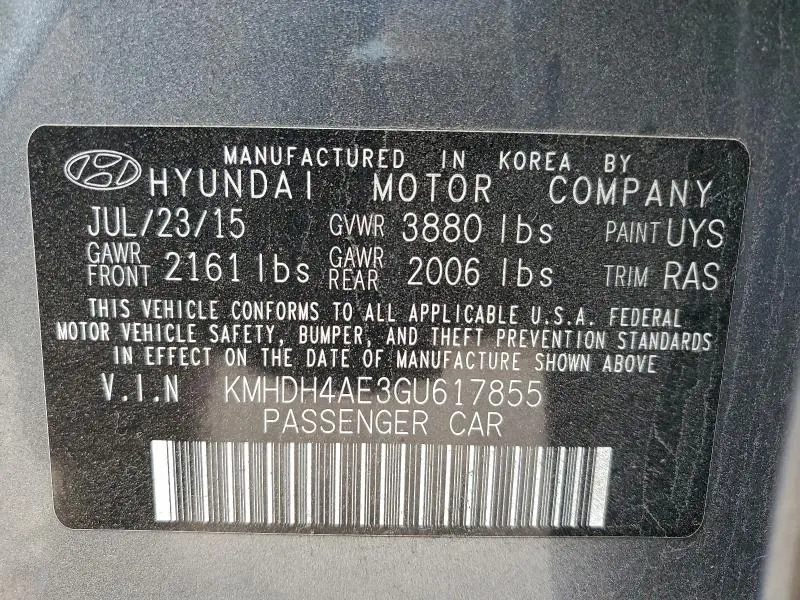 MANUFACTURED IN KOREA BY
HYUNDAI MOTOR COMPANY
JUL/23/15 GVWR 3880 lbs PAINT UYS
GAWR FRONT 2161 lbs GAWR REAR 2006 lbs TRIM RAS
THIS VEHICLE CONFORMS TO ALL APPLICABLE U.S.A. FEDERAL
MOTOR VEHICLE SAFETY, BUMPER, AND THEFT PREVENTION STANDARDS
IN EFFECT ON THE DATE OF MANUFACTURE SHOWN ABOVE
V.I.N KMHDH4AE3GU617855
PASSENGER CAR